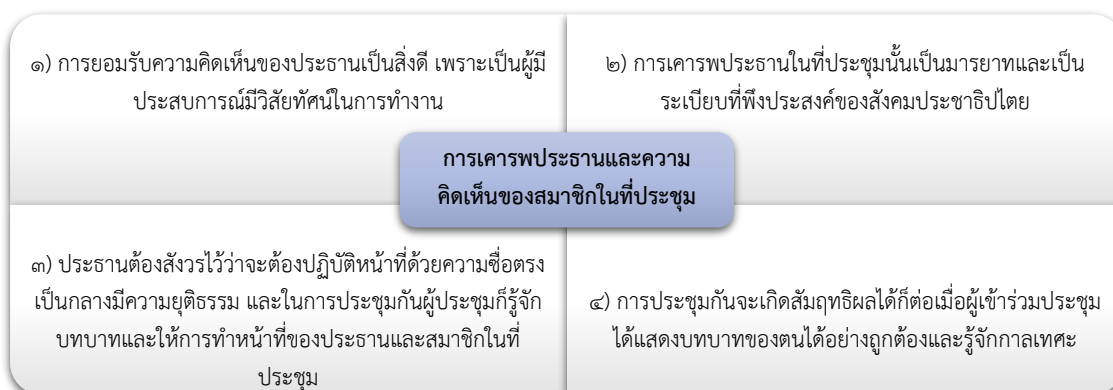 ๑) การยอมรับความคิดเห็นของประธานเป็นสิ่งดี เพราะเป็นผู้มี
ประสบการณ์มีวิสัยทัศน์ในการทำงาน
๒) การเคารพประธานในที่ประชุมนั้นเป็นมารยาทและเป็น
ระเบียบที่พึงประสงค์ของสังคมประชาธิปไตย
การเคารพประธานและความ
คิดเห็นของสมาชิกในที่ประชุม
๓) ประธานต้องสังวรไว้ว่าจะต้องปฏิบัติหน้าที่ด้วยความซื่อตรง
เป็นกลางมีความยุติธรรม และในการประชุมกันผู้ประชุมก็รู้จัก
บทบาทและให้การทำหน้าที่ของประธานและสมาชิกในที่
ประชุม
๔) การประชุมกันจะเกิดสัมฤทธิผลได้ก็ต่อเมื่อผู้เข้าร่วมประชุม
ได้แสดงบทบาทของตนได้อย่างถูกต้องและรู้จักกาลเทศะ